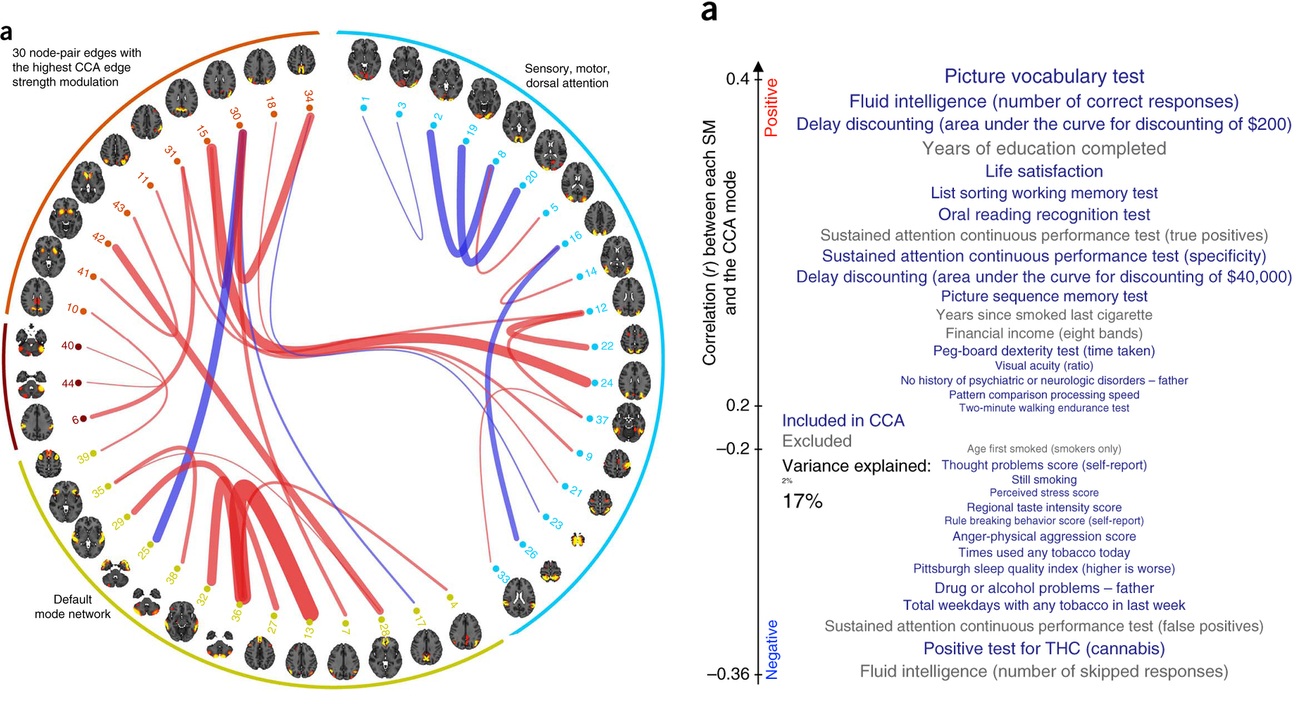 a
30 node-pair edges with
the highest CCA edge
strength modulation
Sensory, motor,
dorsal attention
34
18
30
15
31
11
43
42
41
10
40
44
6
39
35
29
25
38
32
36
27
13
7
28
17
4
1
3
2
19
8
20
5
16
14
12
22
24
37
9
21
23
26
33
Default
mode network
a
Correlation (r) between each SM
and the CCA mode
0.4
Positive
0.2
−0.2
Negative
−0.36
Picture vocabulary test
Fluid intelligence (number of correct responses)
Delay discounting (area under the curve for discounting of $200)
Years of education completed
Life satisfaction
List sorting working memory test
Oral reading recognition test
Sustained attention continuous performance test (true positives)
Sustained attention continuous performance test (specificity)
Delay discounting (area under the curve for discounting of $40,000)
Picture sequence memory test
Years since smoked last cigarette
Financial income (eight bands)
Peg-board dexterity test (time taken)
Visual acuity (ratio)
No history of psychiatric or neurologic disorders – father
Pattern comparison processing speed
Two-minute walking endurance test
Included in CCA
Excluded
Variance explained:
2%
17%
Age first smoked (smokers only)
Thought problems score (self-report)
Still smoking
Perceived stress score
Regional taste intensity score
Rule breaking behavior score (self-report)
Anger-physical aggression score
Times used any tobacco today
Pittsburgh sleep quality index (higher is worse)
Drug or alcohol problems – father
Total weekdays with any tobacco in last week
Sustained attention continuous performance test (false positives)
Positive test for THC (cannabis)
Fluid intelligence (number of skipped responses)